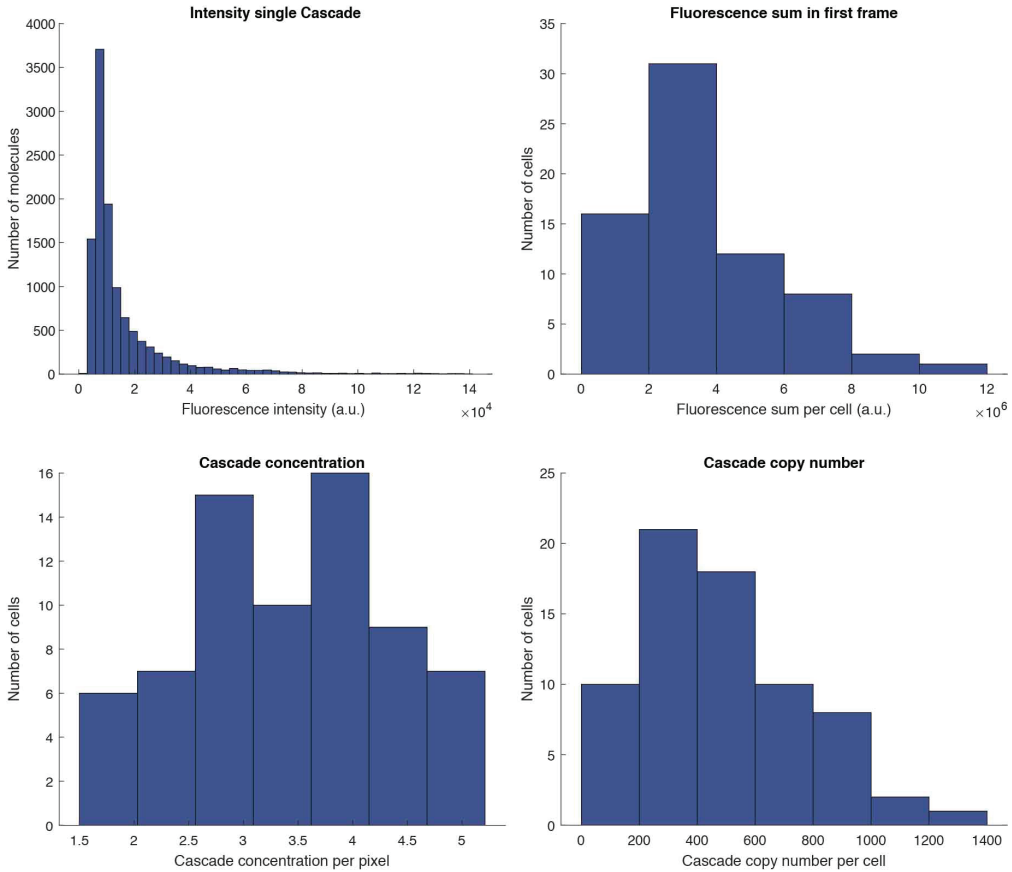 Intensity single Cascade
4000
3500
3000
2500
2000
1500
1000
500
0
Number of molecules
0 2 4 6 8 10 12 14
Fluorescence intensity (a.u.)
×10^4
Fluorescence sum in first frame
35
30
25
20
15
10
5
0
Number of cells
0 2 4 6 8 10 12
Fluorescence sum per cell (a.u.)
×10^6
Cascade concentration
16
14
12
10
8
6
4
2
0
Number of cells
1.5 2 2.5 3 3.5 4 4.5 5
Cascade concentration per pixel
Cascade copy number
25
20
15
10
5
0
Number of cells
0 200 400 600 800 1000 1200 1400
Cascade copy number per cell